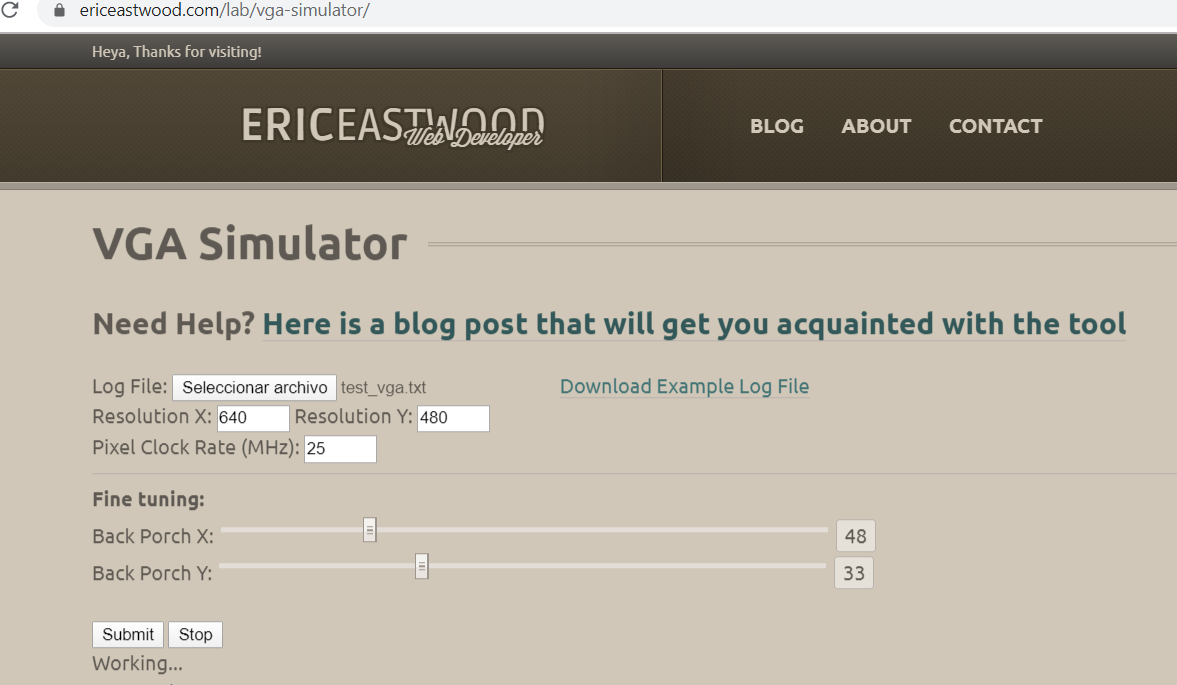 ericeastwood.com/lab/vga-simulator/
Heya, Thanks for visiting!
ERICEASTWOOD
Web Developer
BLOG ABOUT CONTACT
VGA Simulator
Need Help? Here is a blog post that will get you acquainted with the tool
Log File: Seleccionar archivo test_vga.txt Download Example Log File
Resolution X: 640 Resolution Y: 480
Pixel Clock Rate (MHz): 25
Fine tuning:
Back Porch X: 48
Back Porch Y: 33
Submit Stop
Working...